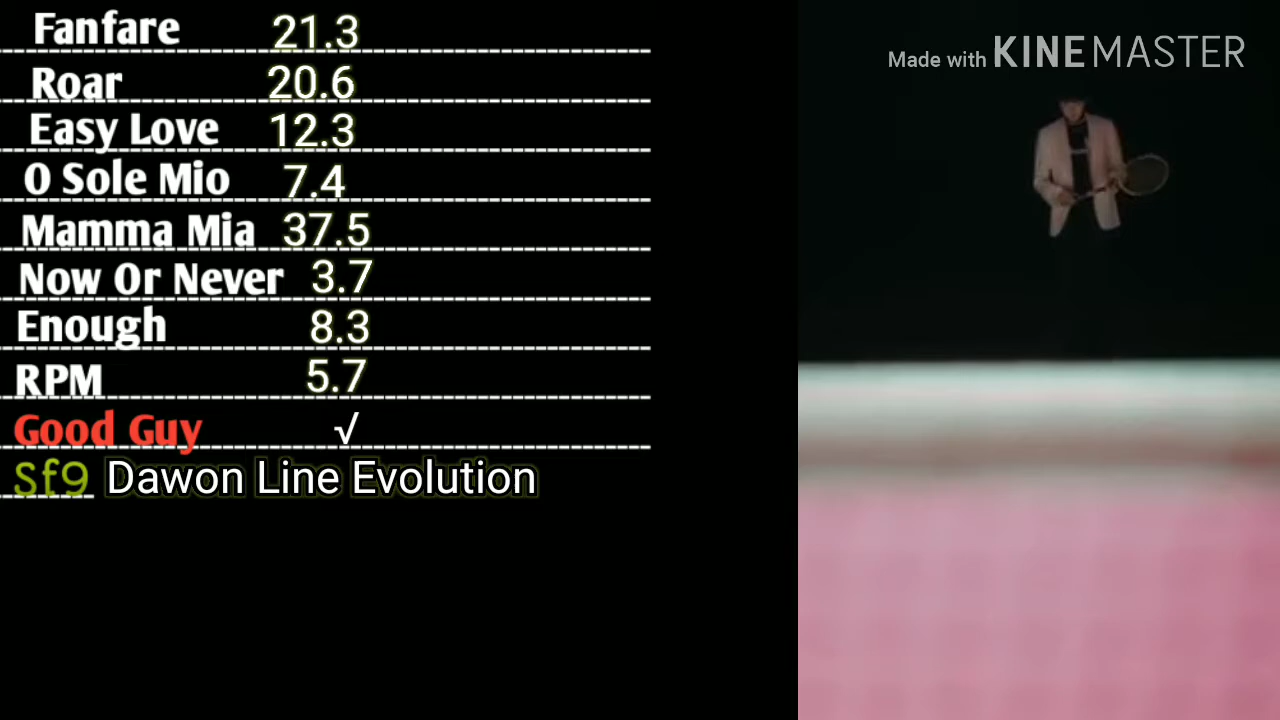 Fanfare 21.3
Made with KINEMASTER
Roar 20.6
Easy Love 12.3
O Sole Mio 7.4
Mamma Mia 37.5
Now Or Never 3.7
Enough 8.3
RPM 5.7
Good Guy √
Sf9 Dawon Line Evolution